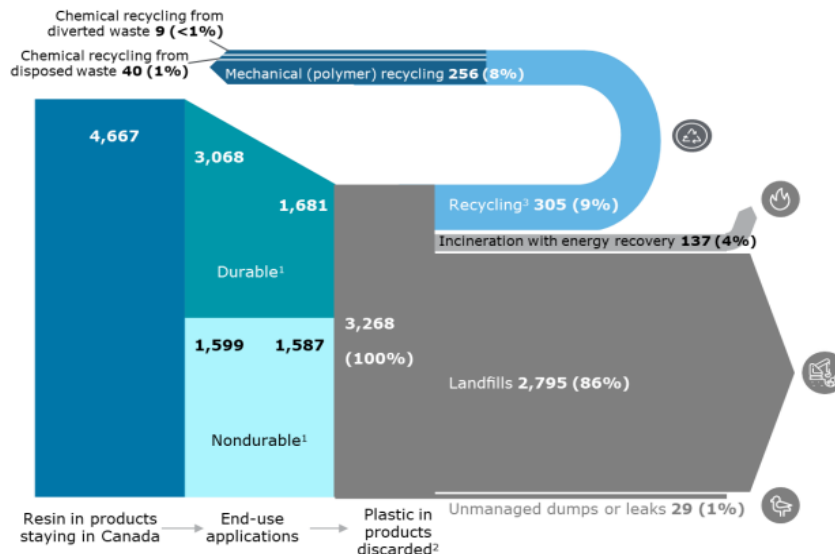 Chemical recycling from
diverted waste 9 (<1%)
Chemical recycling from
disposed waste 40 (1%)
Mechanical (polymer) recycling 256 (8%)
4,667
3,068
1,681
Durable¹
Recycling³ 305 (9%)
Incineration with energy recovery 137 (4%)
1,599
1,587
3,268
(100%)
Landfills 2,795 (86%)
Nondurable¹
Unmanaged dumps or leaks 29 (1%)
Resin in products
staying in Canada
End-use
applications
Plastic in
products
discarded²